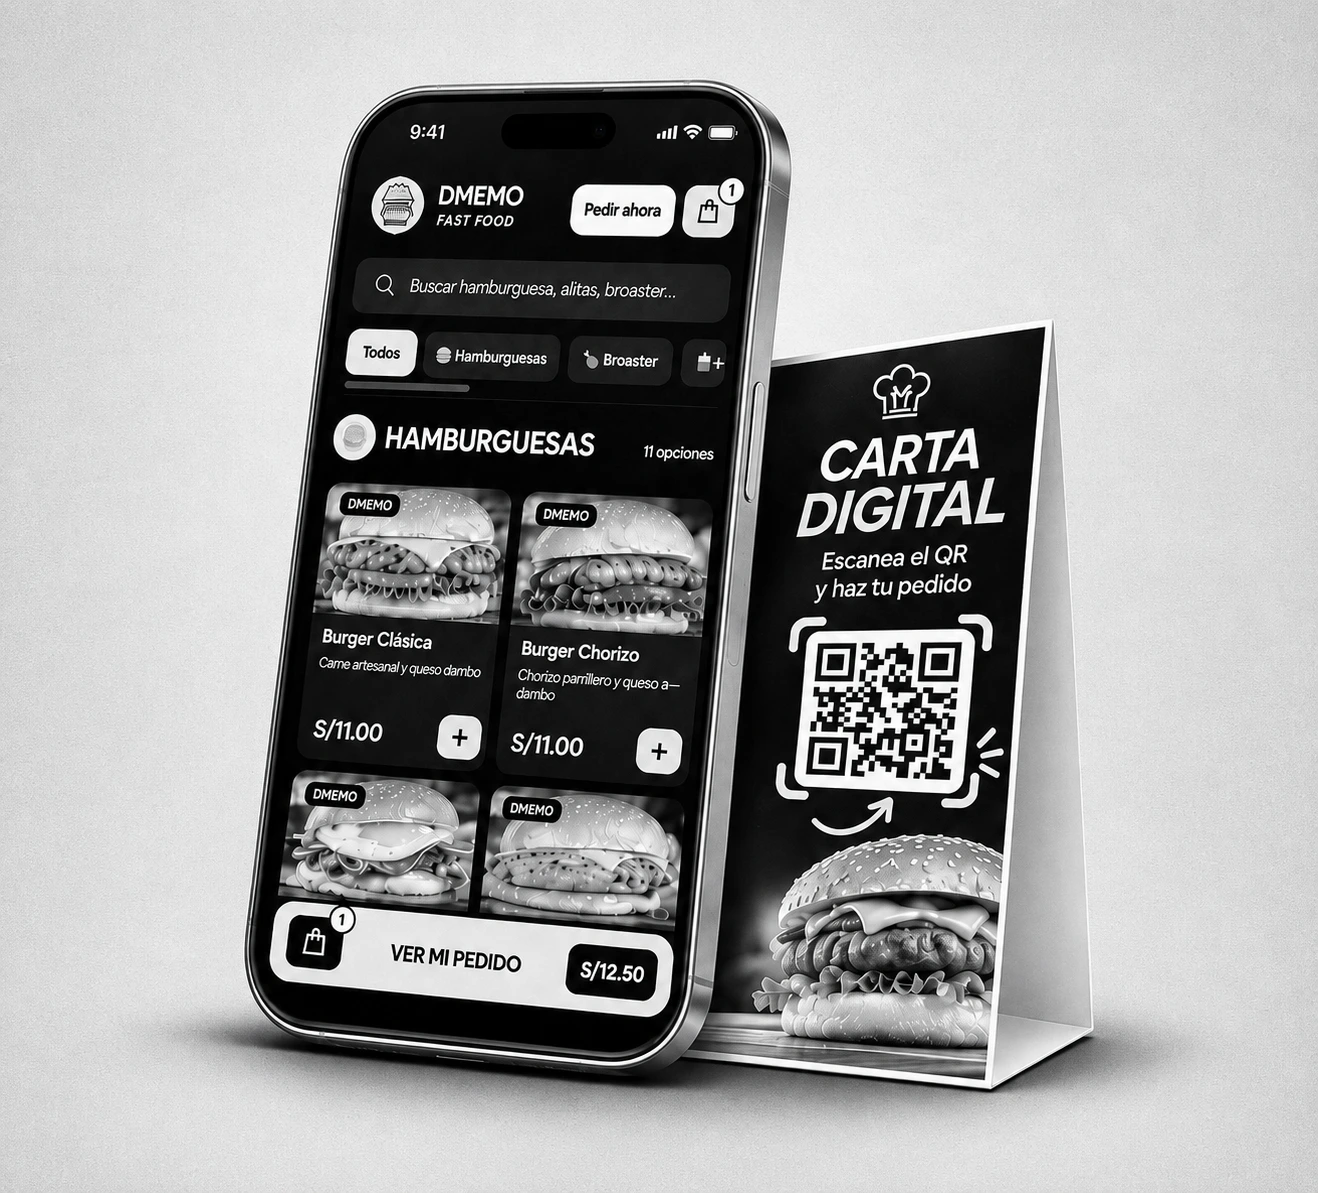 9:41
DMEMO
FAST FOOD
Pedir ahora
1
Buscar hamburguesa, alitas, broaster...
Todos
Hamburguesas
Broaster
HAMBURGUESAS
11 opciones
DMEMO
DMEMO
Burger Clásica
Carne artesanal y queso dambo
S/11.00
+
Burger Chorizo
Chorizo parrillero y queso a—
dambo
S/11.00
+
DMEMO
DMEMO
1
VER MI PEDIDO
S/12.50
CARTA
DIGITAL
Escanea el QR
y haz tu pedido